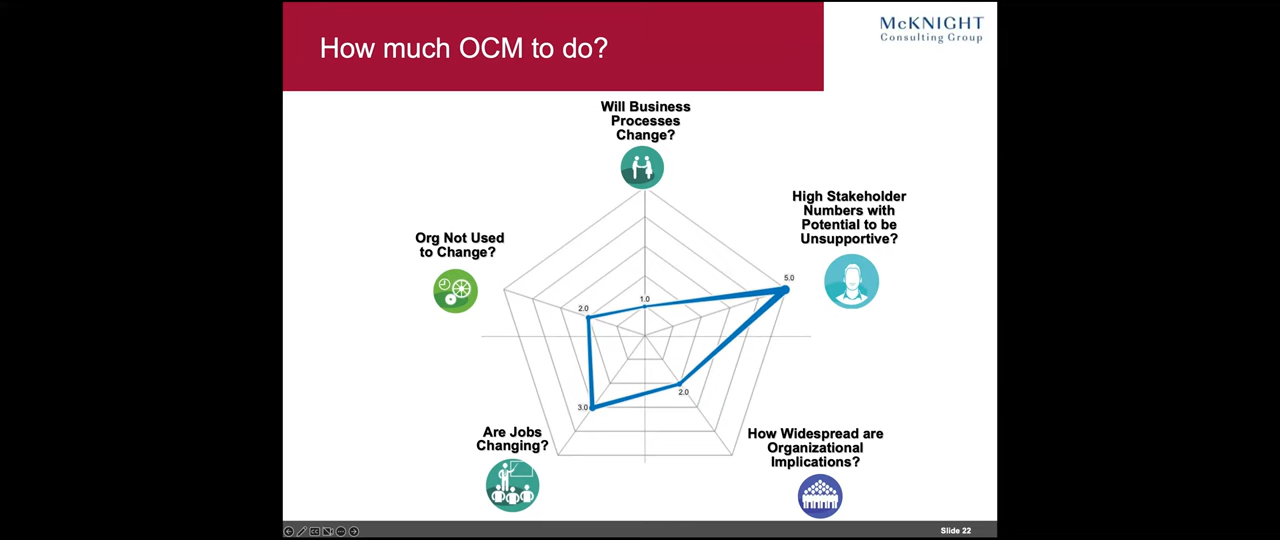 How much OCM to do?
McKNIGHT
Consulting Group
Will Business
Processes
Change?
High Stakeholder
Numbers with
Potential to be
Unsupportive?
Org Not Used
to Change?
5.0
1.0
2.0
2.0
3.0
Are Jobs
Changing?
How Widespread are
Organizational
Implications?
Slide 22